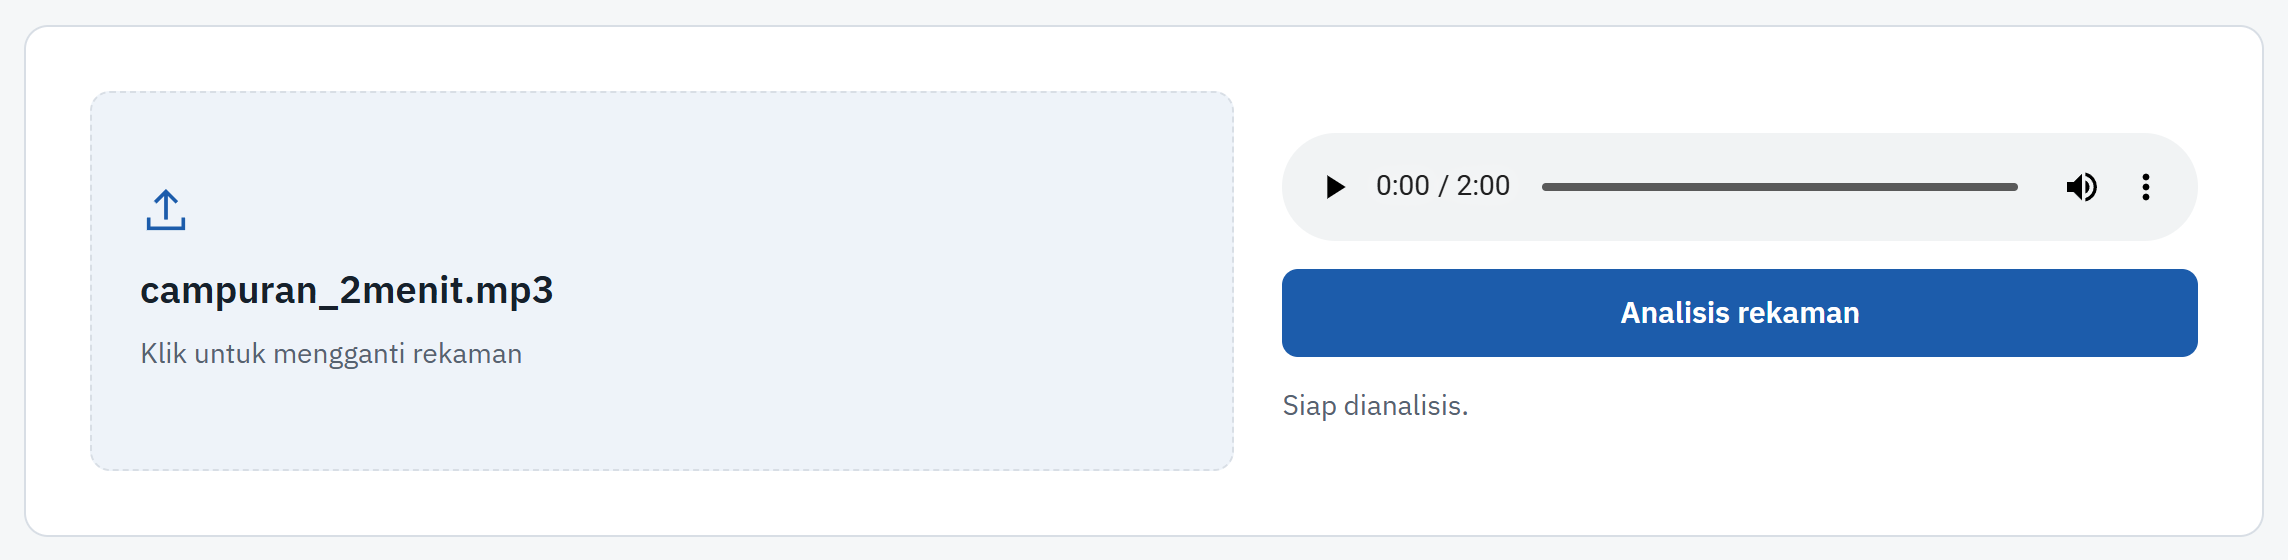 campuran_2menit.mp3
Klik untuk mengganti rekaman
0:00 / 2:00
Analisis rekaman
Siap dianalisis.